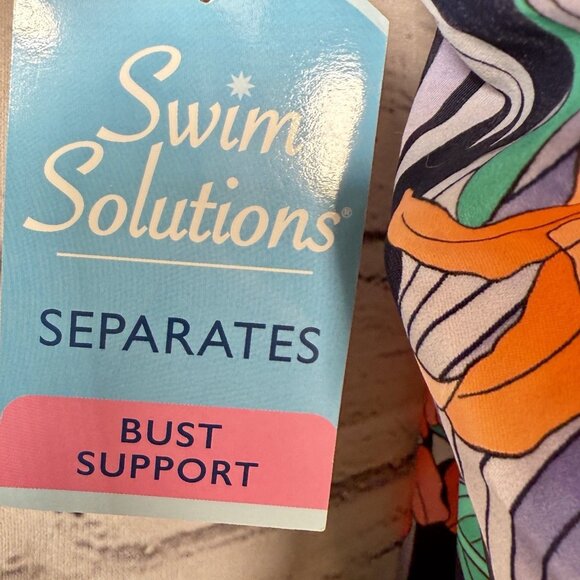 Swim
Solutions®
SEPARATES
BUST
SUPPORT